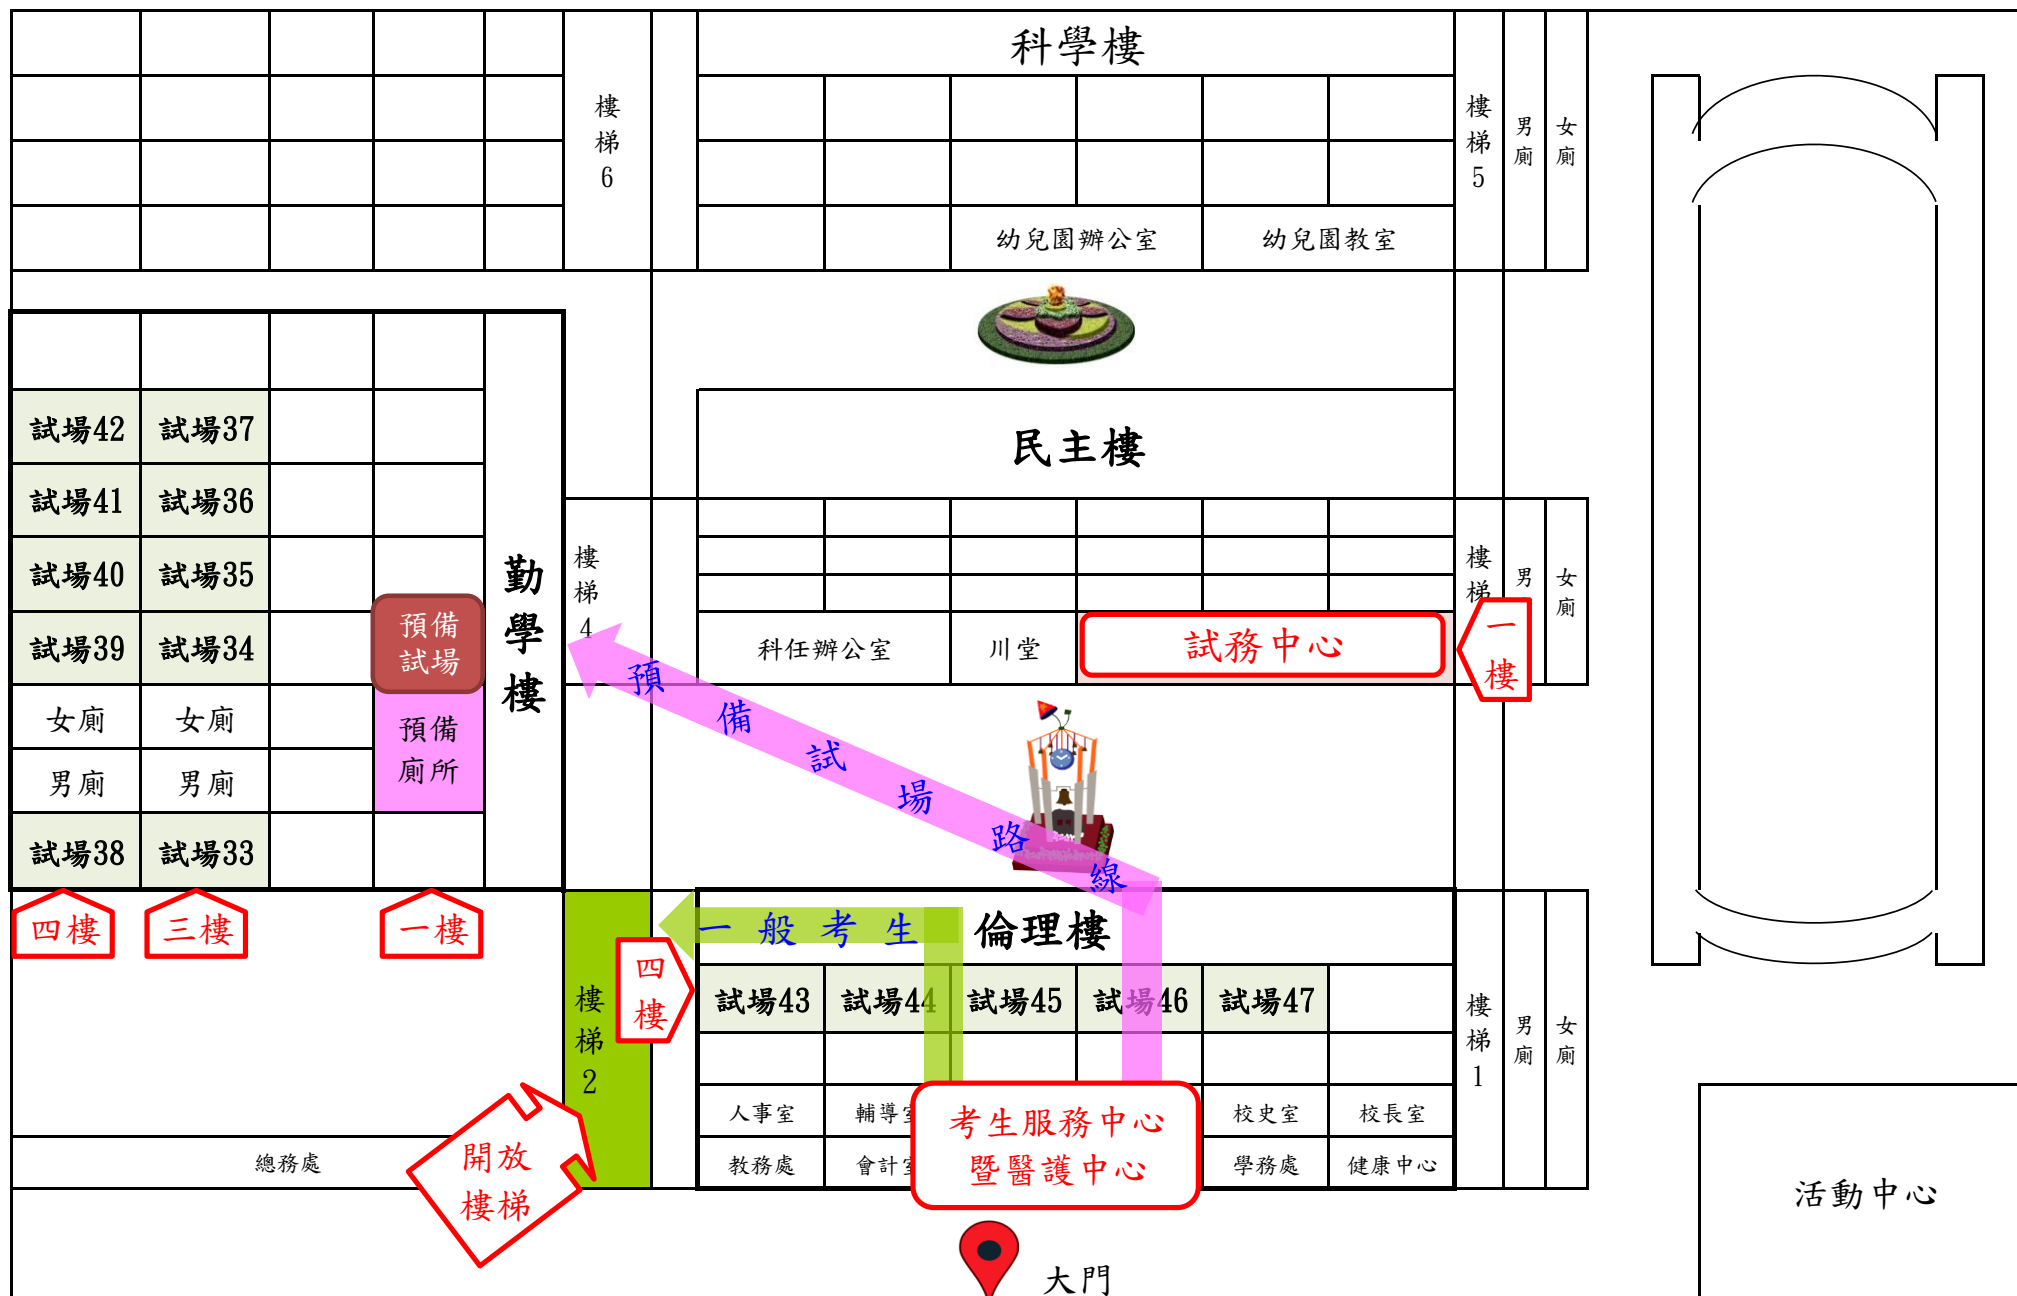 科學樓
樓梯6
樓梯5
男廁
女廁
幼兒園辦公室
幼兒園教室
民主樓
試場42
試場37
試場41
試場36
試場40
試場35
試場39
試場34
預備
試場
女廁
女廁
預備
廁所
男廁
男廁
試場38
試場33
勤學樓
樓梯4
科任辦公室
川堂
試務中心
樓梯
一樓
男廁
女廁
預備試場路線
四樓
三樓
一樓
一般考生
倫理樓
四樓
樓梯2
試場43
試場44
試場45
試場46
試場47
樓梯1
男廁
女廁
人事室
輔導
校史室
校長室
考生服務中心
暨醫護中心
總務處
教務處
會計
學務處
健康中心
開放
樓梯
活動中心
大門